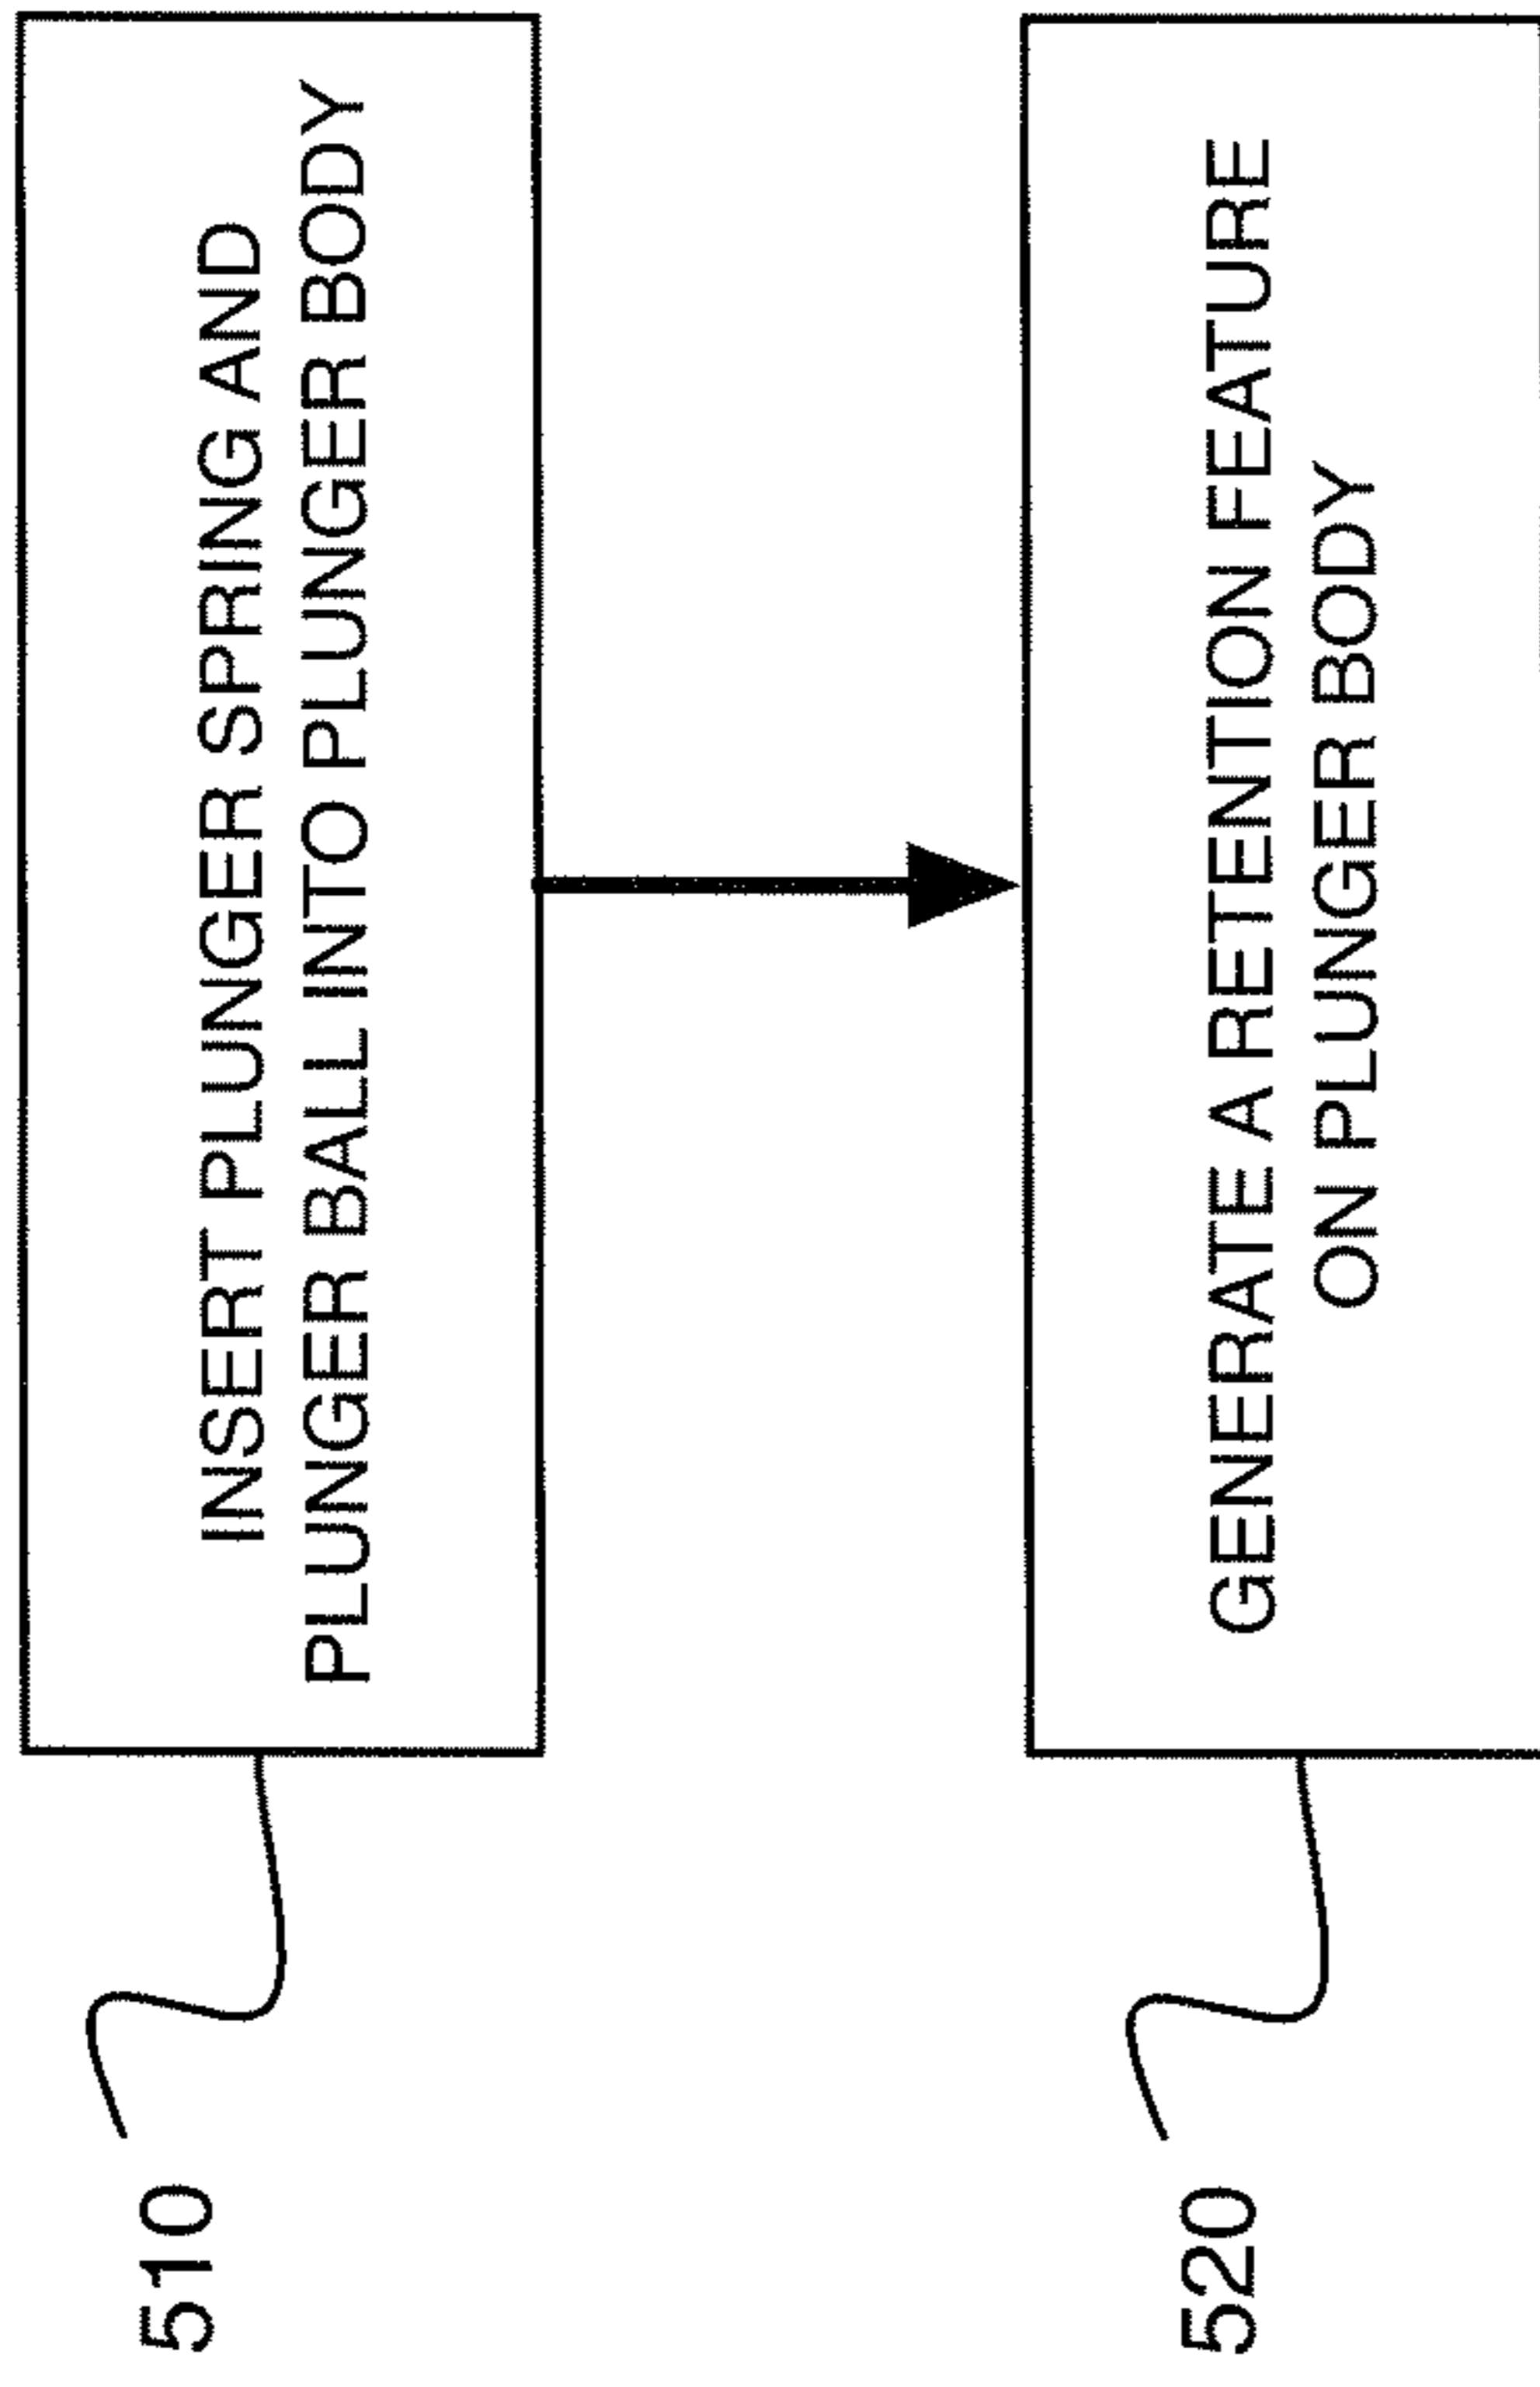 510
INSERT PLUNGER SPRING AND
PLUNGER BALL INTO PLUNGER BODY
520
GENERATE A RETENTION FEATURE
ON PLUNGER BODY